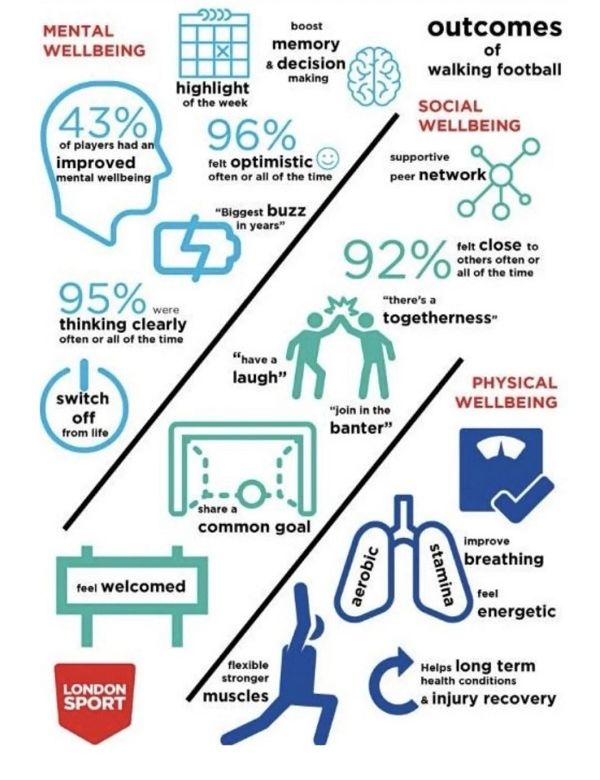 outcomes
of
walking football
MENTAL
WELLBEING
highlight
of the week
boost
memory
& decision
making
43%
of players had an
improved
mental wellbeing
96%
felt optimistic
often or all of the time
"Biggest buzz
in years"
95% were
thinking clearly
often or all of the time
switch
off
from life
SOCIAL
WELLBEING
supportive
peer network
92% felt close to
others often or
all of the time
"there's a
togetherness"
"have a
laugh"
"join in the
banter"
share a
common goal
feel welcomed
PHYSICAL
WELLBEING
aerobic
stamina
improve
breathing
feel
energetic
flexible
stronger
muscles
Helps long term
health conditions
& injury recovery
LONDON
SPORT